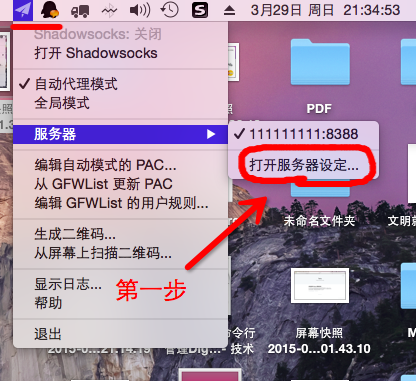 3月29日 周日 21:34:53
Shadowsocks: 关闭
打开 Shadowsocks
✓ 自动代理模式
全局模式
服务器
✓ 111111111:8388
打开服务器设定...
编辑自动模式的 PAC...
从 GFWList 更新 PAC
编辑 GFWList 的用户规则...
生成二维码...
从屏幕上扫描二维码...
显示日志...
帮助
退出
第一步
PDF
未命名文件夹
文明就
屏幕快照
2015-0...01.43.10
2015-0...21.14.19
管理Dig...- 技术
命令行